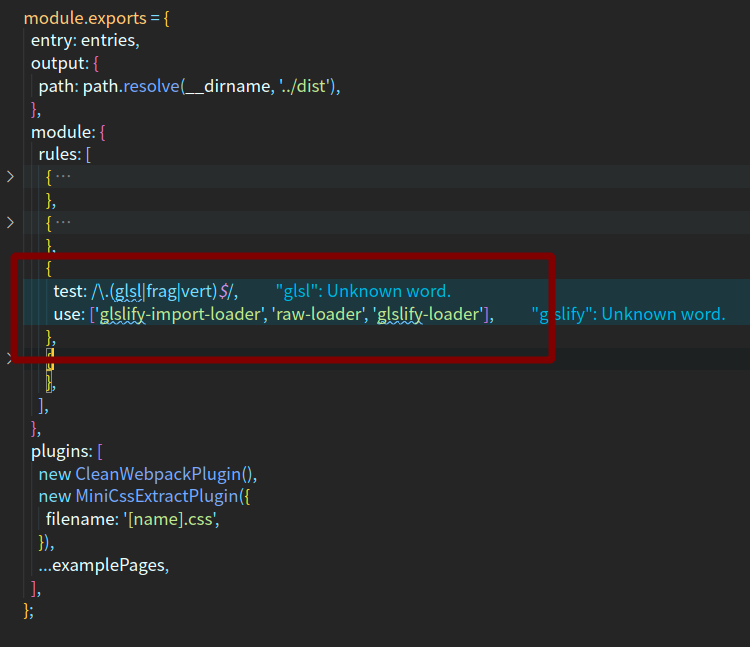 module.exports = {
entry: entries,
output: {
path: path.resolve(__dirname, '../dist'),
},
module: {
rules: [
{ ···
},
{ ···
},
{
test: /\.(glsl|frag|vert)$/, "glsl": Unknown word.
use: ['glslify-import-loader', 'raw-loader', 'glslify-loader'], "glslify": Unknown word.
},
{
},
],
},
plugins: [
new CleanWebpackPlugin(),
new MiniCssExtractPlugin({
filename: '[name].css',
}),
...examplePages,
],
};